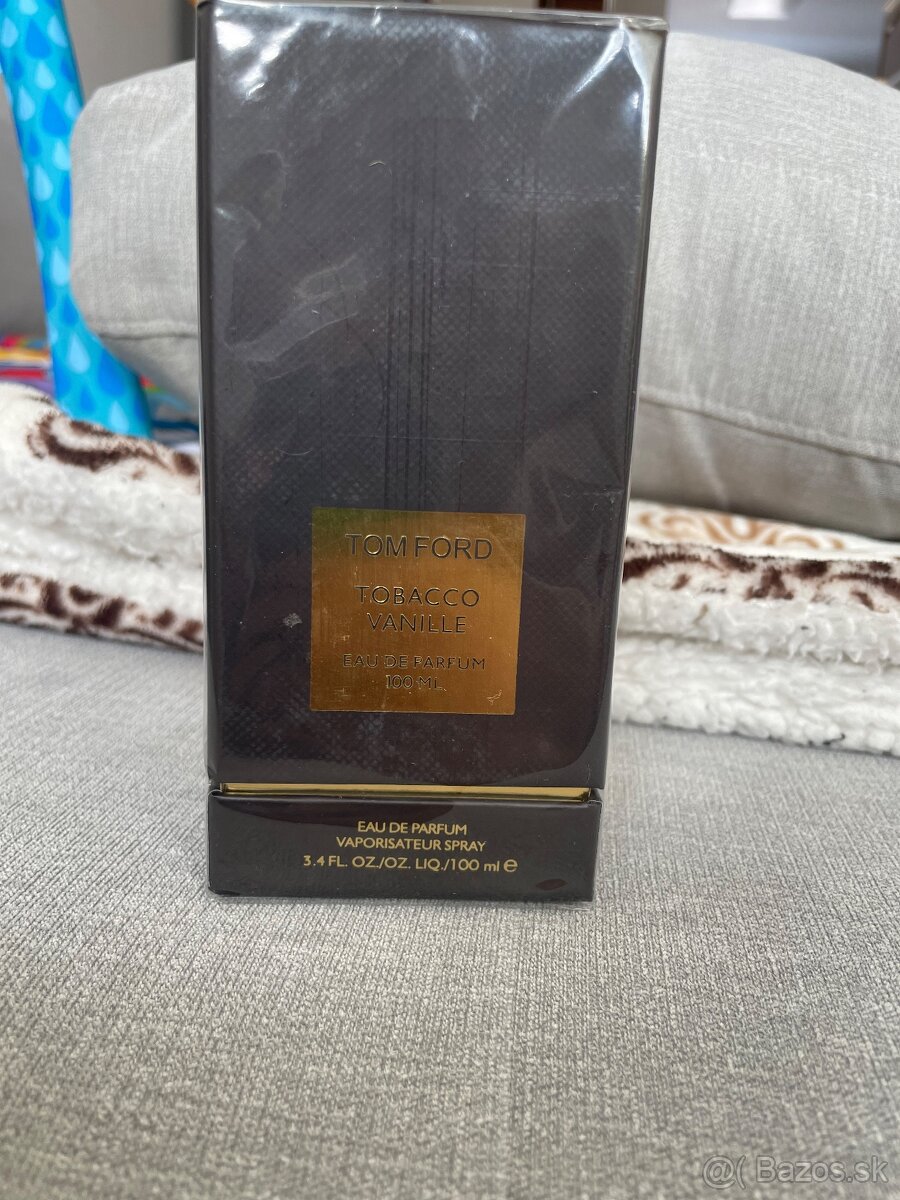 TOM FORD
TOBACCO
VANILLE
EAU DE PARFUM
100 ML
EAU DE PARFUM
VAPORISATEUR SPRAY
3.4 FL. OZ./OZ. LIQ./100 ml ℮
@( Bazos.sk